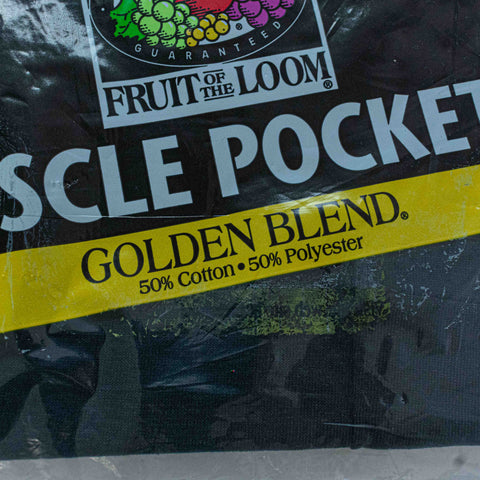 GUARANTEED
®
FRUIT OF THE LOOM®
SCLE POCKET
GOLDEN BLEND®
50% Cotton • 50% Polyester